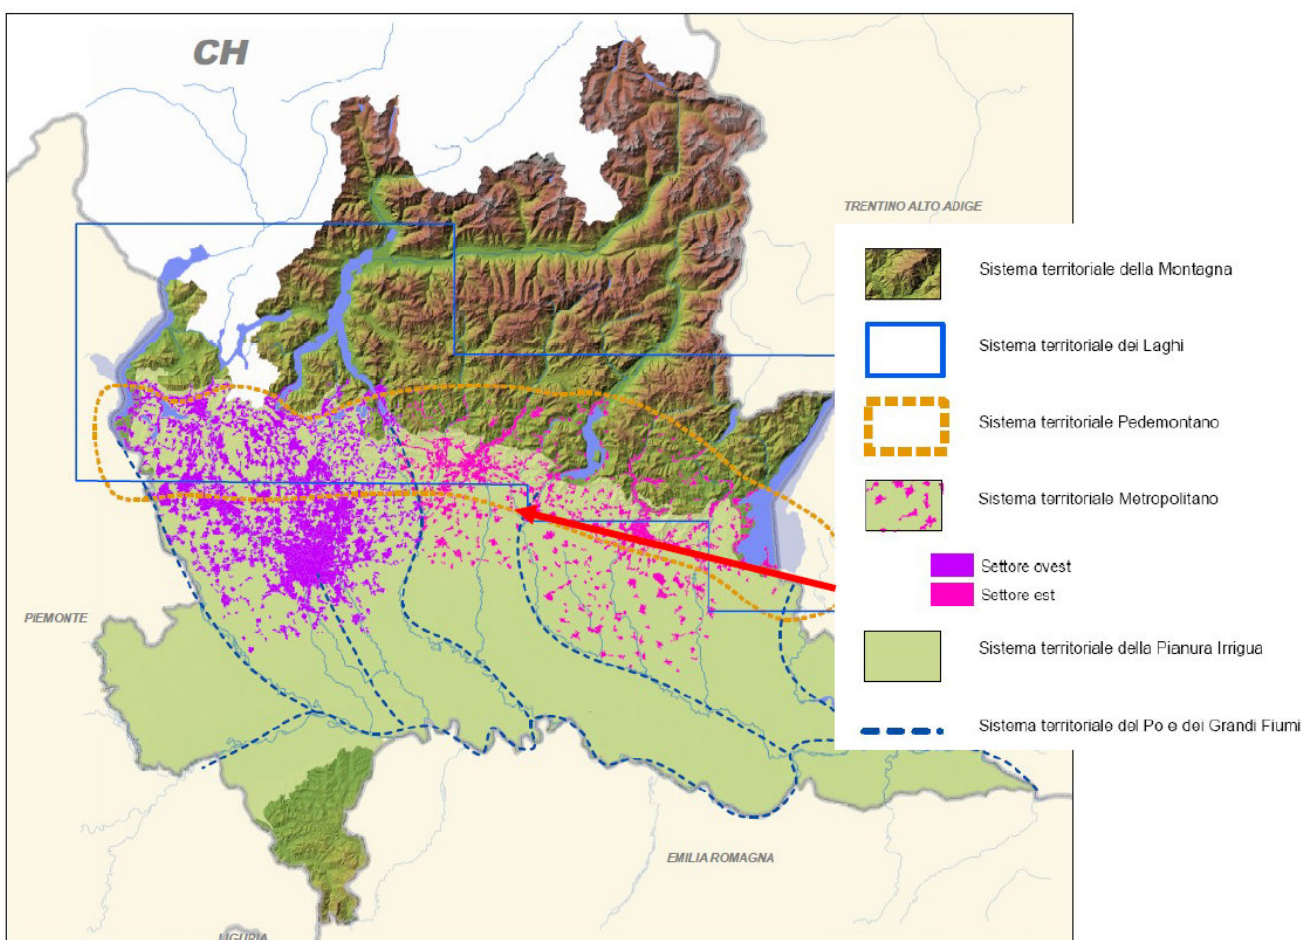 CH
TRENTINO ALTO ADIGE
Sistema territoriale della Montagna
Sistema territoriale dei Laghi
Sistema territoriale Pedemontano
Sistema territoriale Metropolitano
Settore ovest
Settore est
PIEMONTE
Sistema territoriale della Pianura Irrigua
Sistema territoriale del Po e dei Grandi Fiumi
EMILIA ROMAGNA
LIGURIA